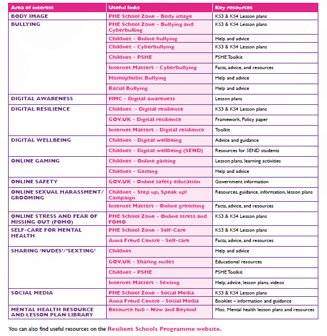 Area of interest Useful links Key resources
BODY IMAGE PHE School Zone - Body image KS3 & KS4 Lesson plans
BULLYING PHE School Zone - Bullying and KS3 & KS4 Lesson plans
Cyberbulling
Childnet - Online bullying Help and advice
Childnet - Cyberbullying KS3 & KS4 Lesson plans
Childnet - PSHE PSHE Toolkit
Internet Matters - Cyberbullying Facts, advice, and resources
Homophobic Bullying Help and advice
Racial Bullying Help and advice
DIGITAL AWARENESS HMC - Digital awareness Lesson plans
DIGITAL RESILIENCE Childnet - Digital resilience KS3 & KS4 Lesson plans
GOV.UK - Digital resilience Framework, Policy paper
Internet Matters - Digital resilience Toolkit
DIGITAL WELLBEING Childnet - Digital wellbeing Advice and guidance
Childnet - Digital wellbeing (SEND) Resources for SEND students
ONLINE GAMING Childnet - Online gaming Lesson plans, learning activities
Childnet - Gaming Help and advice
ONLINE SAFETY GOV.UK - Online safety education Government information
ONLINE SEXUAL HARASSMENT/ Childnet - Step up, Speak up! Resources, guidance, information, lesson plans
GROOMING Campaign
Internet Matters - Online grooming Facts, advice, and resources
ONLINE STRESS AND FEAR OF PHE School Zone - Online stress and KS3 & KS4 Lesson plans
MISSING OUT (FOMO) FOMO
SELF-CARE FOR MENTAL PHE School Zone - Self-Care KS3 & KS4 Lesson plans
HEALTH
Anna Freud Centre - Self-care Facts, advice, and resources
SHARING 'NUDES'/'SEXTING' Childnet Help and advice
GOV.UK - Sharing nudes Educational resources
Childnet - PSHE PSHE Toolkit
Internet Matters - Sexting Help, advice, lesson plans, videos
SOCIAL MEDIA PHE School Zone - Social Media KS3 & KS4 Lesson plans
Anna Freud Centre - Social Media Booklet – information and guidance
MENTAL HEALTH RESOURCE Resource hub - Now and Beyond Misc. Mental health lesson plans and resources
AND LESSON PLAN LIBRARY
You can also find useful resources on the Resilient Schools Programme website.